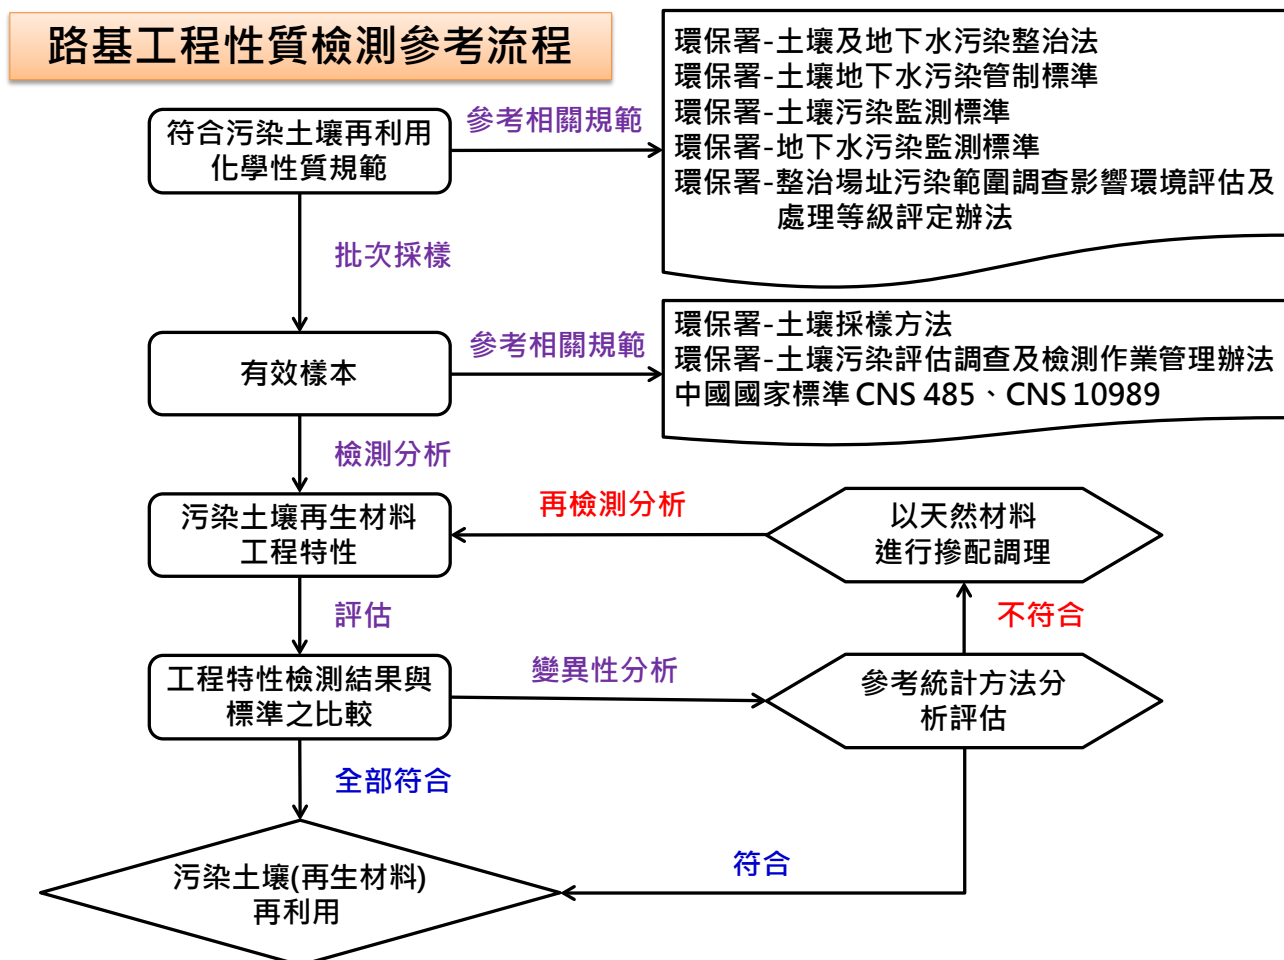 路基工程性質檢測參考流程
環保署-土壤及地下水污染整治法
環保署-土壤地下水污染管制標準
環保署-土壤污染監測標準
環保署-地下水污染監測標準
環保署-整治場址污染範圍調查影響環境評估及
處理等級評定辦法
參考相關規範
符合污染土壤再利用
化學性質規範
批次採樣
環保署-土壤採樣方法
環保署-土壤污染評估調查及檢測作業管理辦法
中國國家標準 CNS 485、CNS 10989
參考相關規範
有效樣本
檢測分析
污染土壤再生材料
工程特性
再檢測分析
以天然材料
進行摻配調理
評估
不符合
工程特性檢測結果與
標準之比較
變異性分析
參考統計方法分
析評估
全部符合
符合
污染土壤(再生材料)
再利用